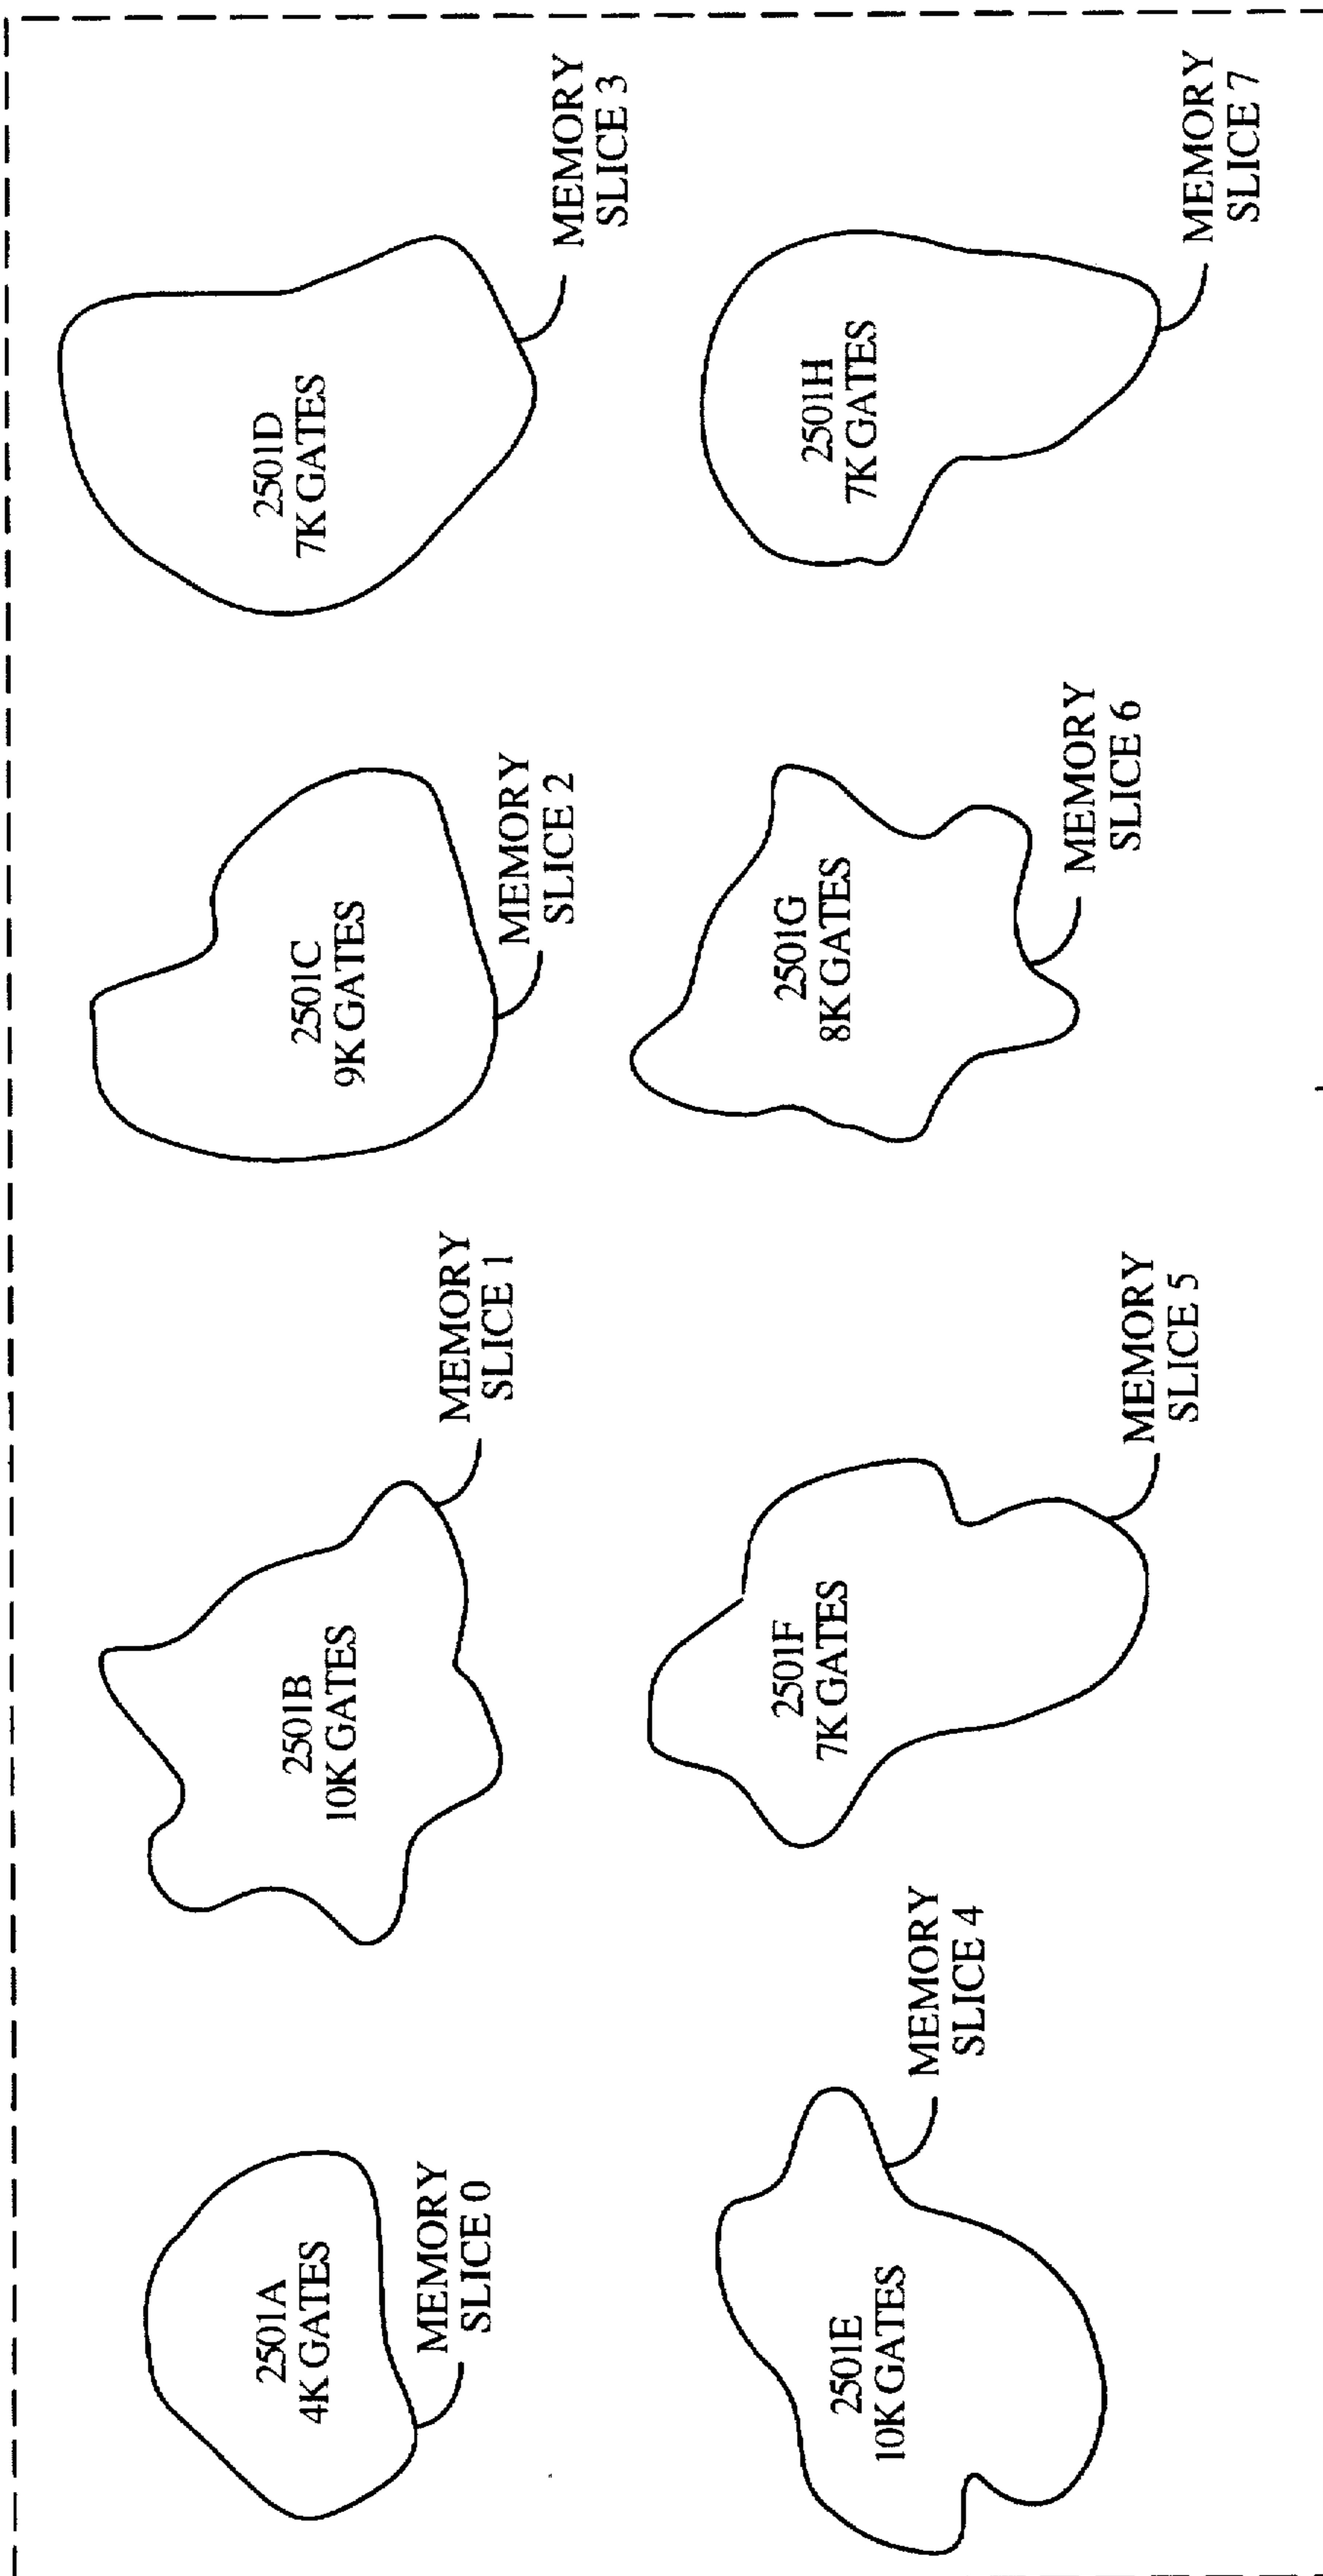 2501A
4K GATES
MEMORY
SLICE 0
2501B
10K GATES
MEMORY
SLICE 1
2501C
9K GATES
MEMORY
SLICE 2
2501D
7K GATES
MEMORY
SLICE 3
2501E
10K GATES
MEMORY
SLICE 4
2501F
7K GATES
MEMORY
SLICE 5
2501G
8K GATES
MEMORY
SLICE 6
2501H
7K GATES
MEMORY
SLICE 7